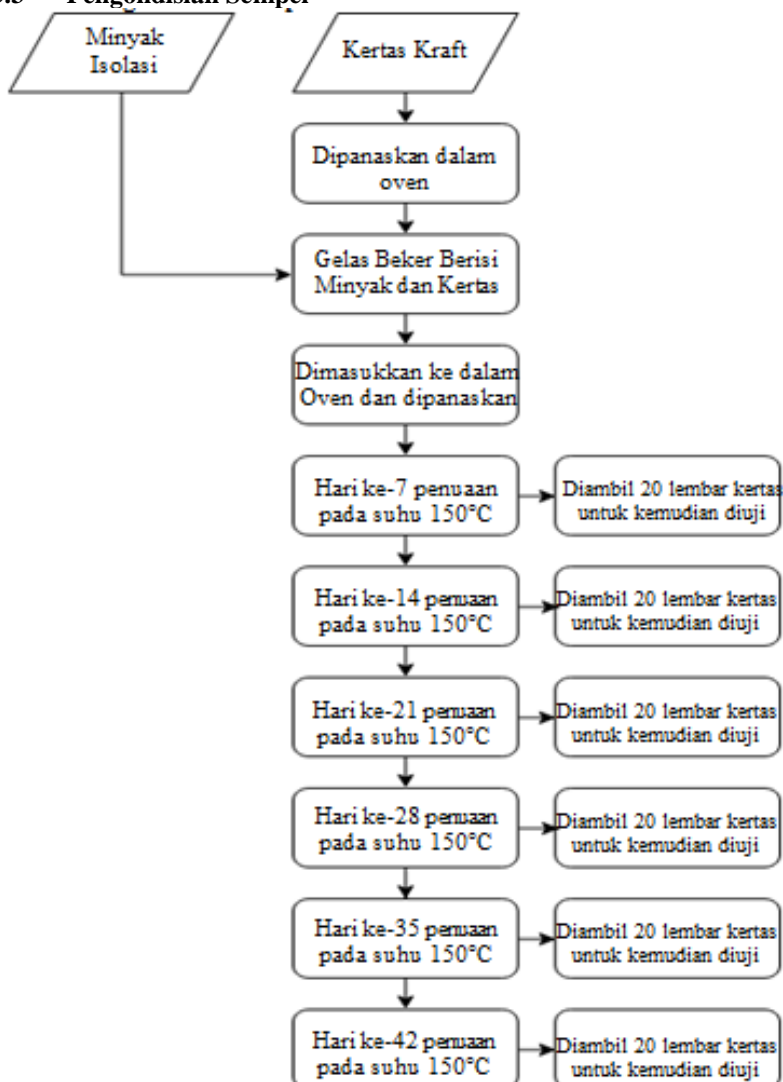 Pengondisian Sempel
Minyak
Isolasi
Kertas Kraft
Dipanaskan dalam
oven
Gelas Beker Berisi
Minyak dan Kertas
Dimasukkan ke dalam
Oven dan dipanaskan
Hari ke-7 penuaan
pada suhu 150°C
Diambil 20 lembar kertas
untuk kemudian diuji
Hari ke-14 penuaan
pada suhu 150°C
Diambil 20 lembar kertas
untuk kemudian diuji
Hari ke-21 penuaan
pada suhu 150°C
Diambil 20 lembar kertas
untuk kemudian diuji
Hari ke-28 penuaan
pada suhu 150°C
Diambil 20 lembar kertas
untuk kemudian diuji
Hari ke-35 penuaan
pada suhu 150°C
Diambil 20 lembar kertas
untuk kemudian diuji
Hari ke-42 penuaan
pada suhu 150°C
Diambil 20 lembar kertas
untuk kemudian diuji